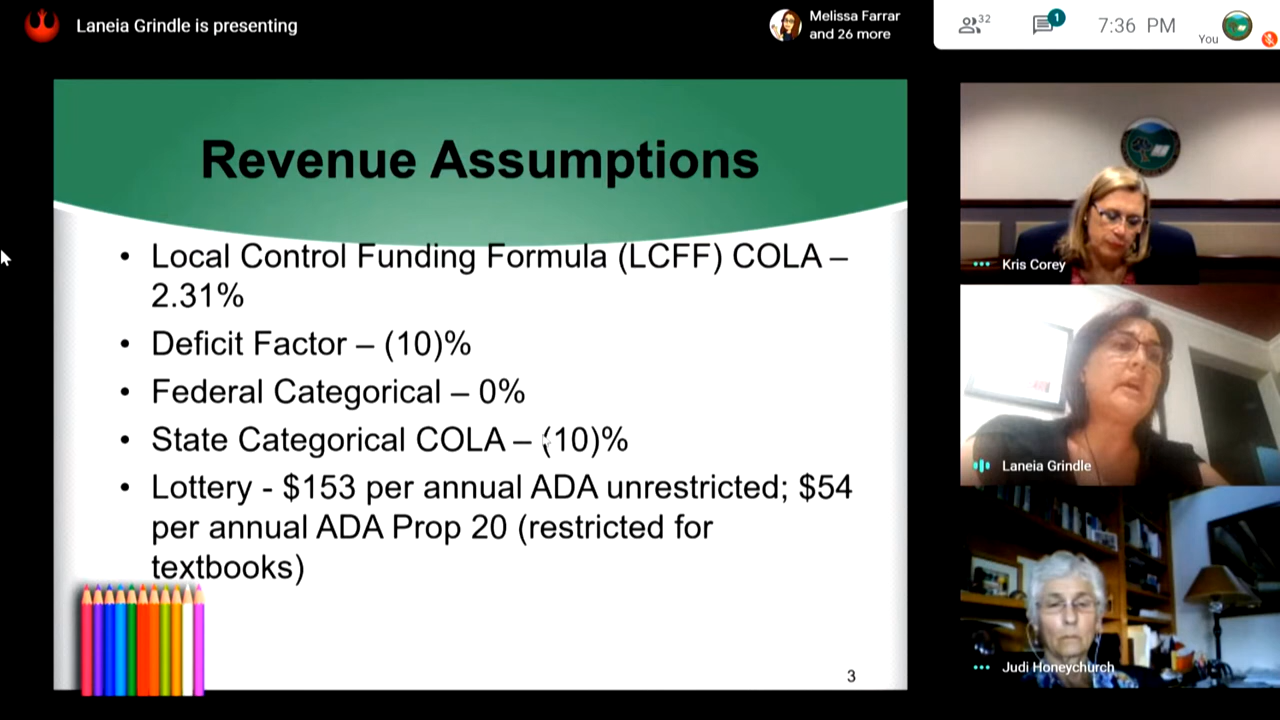 Laneia Grindle is presenting
Melissa Farrar
and 26 more
32
1
7:36 PM
You
Revenue Assumptions
• Local Control Funding Formula (LCFF) COLA –
2.31%
• Deficit Factor – (10)%
• Federal Categorical – 0%
• State Categorical COLA – (10)%
• Lottery - $153 per annual ADA unrestricted; $54
per annual ADA Prop 20 (restricted for
textbooks)
3
Kris Corey
Laneia Grindle
Judi Honeychurch